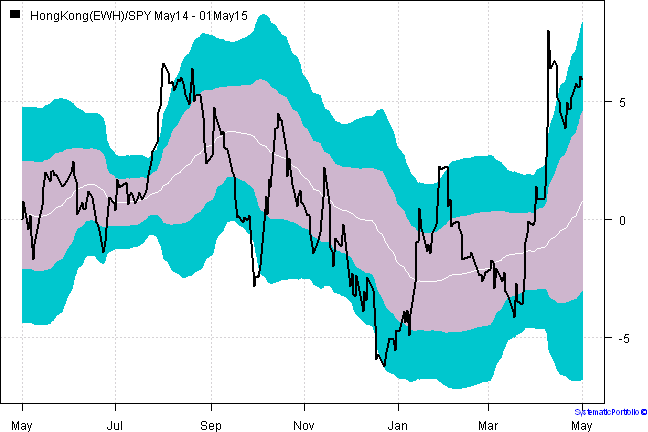 HongKong(EWH)/SPY May14 - 01May15
5
0
-5
May Jul Sep Nov Jan Mar May
SystematicPortfolio ©